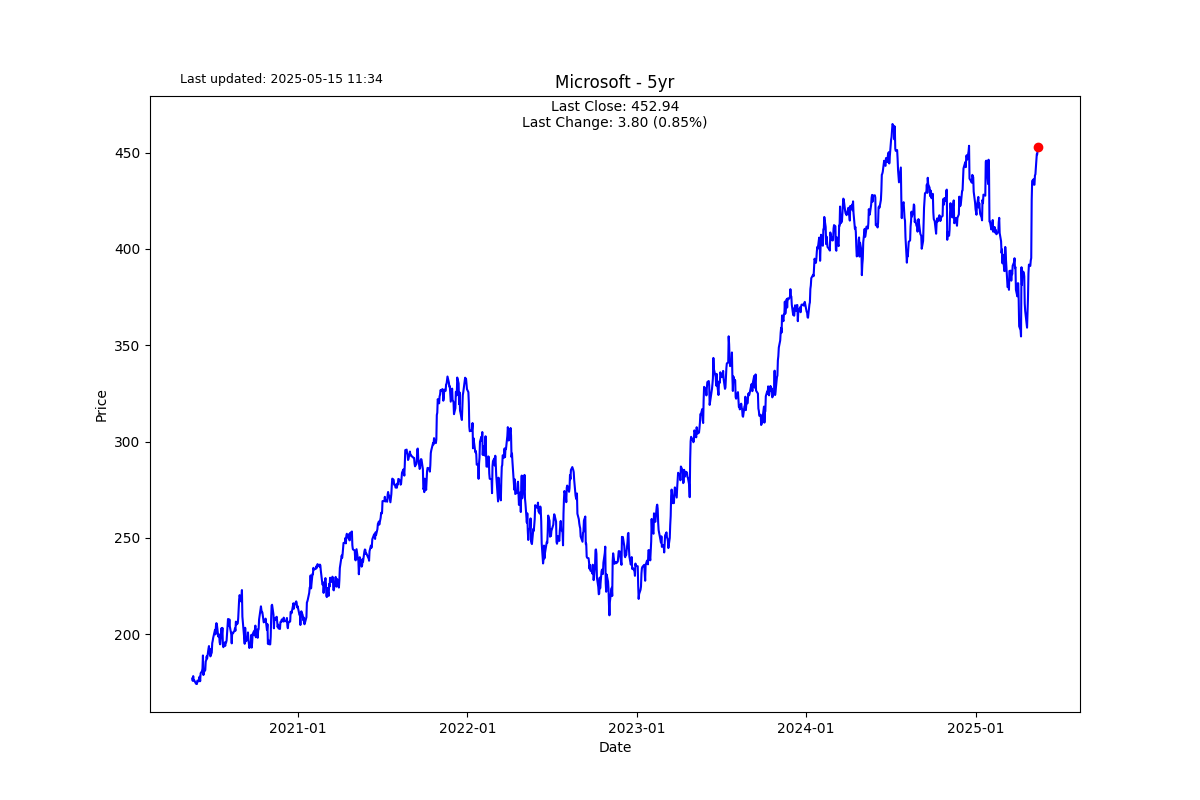 Last updated: 2025-05-15 11:34
Microsoft - 5yr
Last Close: 452.94
Last Change: 3.80 (0.85%)
450
400
350
300
250
200
Price
2021-01
2022-01
2023-01
2024-01
2025-01
Date